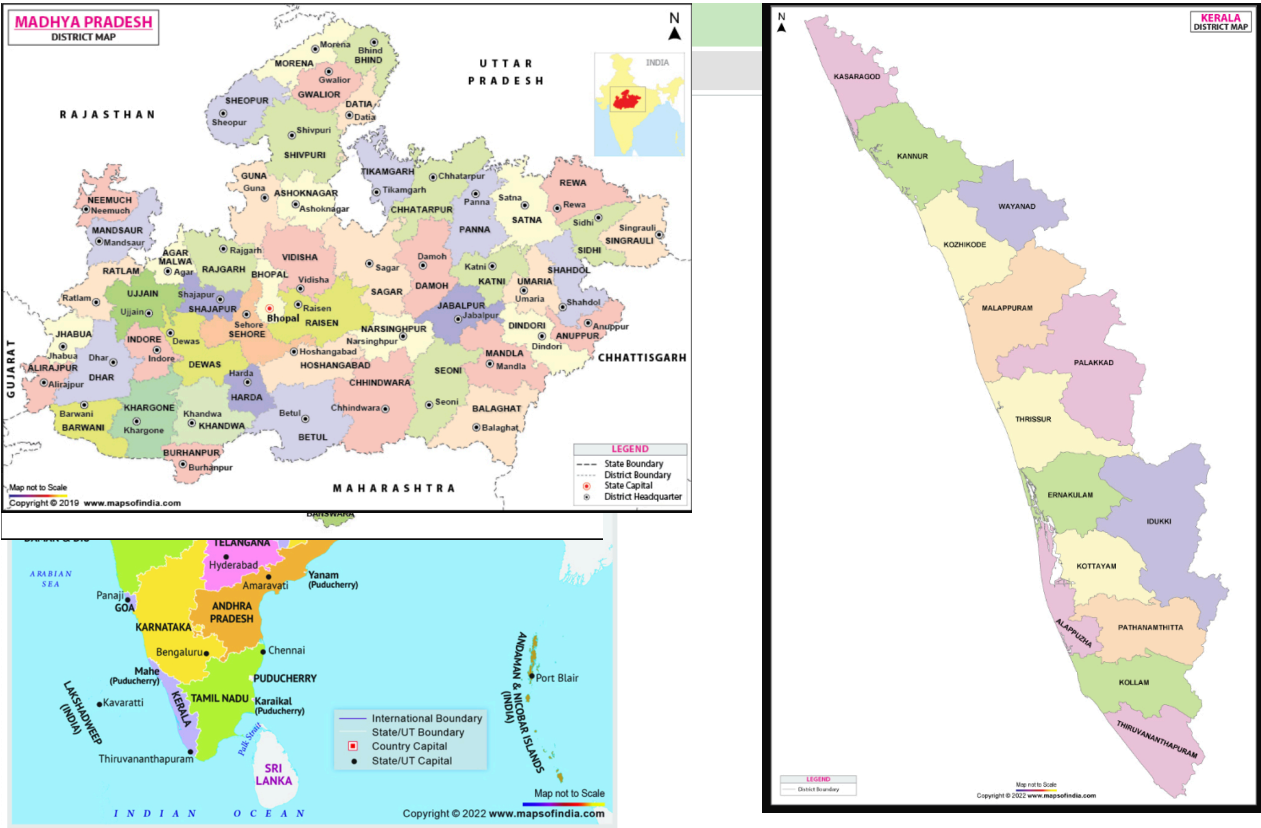 MADHYA PRADESH
DISTRICT MAP
N
INDIA
UTTAR
PRADESH
RAJASTHAN
GUJARAT
CHHATTISGARH
MAHARASHTRA
Morena
MORENA
Bhind
BHIND
Gwalior
GWALIOR
SHEOPUR
Sheopur
DATIA
Datia
Shivpuri
SHIVPURI
GUNA
Guna
ASHOKNAGAR
Ashoknagar
TIKAMGARH
Tikamgarh
Chhatarpur
CHHATARPUR
Panna
PANNA
Satna
SATNA
REWA
Rewa
Sidhi
SIDHI
Singrauli
SINGRAULI
NEEMUCH
Neemuch
MANDSAUR
Mandsaur
RATLAM
Ratlam
AGAR
MALWA
Agar
Rajgarh
RAJGARH
BHOPAL
Bhopal
VIDISHA
Vidisha
Sagar
SAGAR
Damoh
DAMOH
Katni
KATNI
UMARIA
Umaria
SHAHDOL
Shahdol
UJJAIN
Ujjain
Shajapur
SHAJAPUR
Sehore
SEHORE
Raisen
RAISEN
NARSINGHPUR
Narsinghpur
JABALPUR
Jabalpur
DINDORI
Dindori
Anuppur
ANUPPUR
JHABUA
Jhabua
ALIRAJPUR
Alirajpur
Dhar
DHAR
INDORE
Indore
Dewas
DEWAS
Hoshangabad
HOSHANGABAD
Harda
HARDA
CHHINDWARA
Chhindwara
SEONI
Seoni
MANDLA
Mandla
BALAGHAT
Balaghat
Barwani
BARWANI
KHARGONE
Khargone
Khandwa
KHANDWA
Betul
BETUL
BURHANPUR
Burhanpur
LEGEND
State Boundary
District Boundary
State Capital
District Headquarter
Map not to Scale
Copyright © 2019 www.mapsofindia.com
ARABIAN
SEA
TELANGANA
Hyderabad
Amaravati
Yanam
(Puducherry)
Panaji
GOA
KARNATAKA
ANDHRA
PRADESH
Bengaluru
Chennai
Mahe
(Puducherry)
PUDUCHERRY
KERALA
TAMIL NADU
Karaikal
(Puducherry)
LAKSHADWEEP
(INDIA)
Kavaratti
Thiruvananthapuram
Palk Strait
SRI
LANKA
ANDAMAN & NICOBAR ISLANDS
(INDIA)
Port Blair
International Boundary
State/UT Boundary
Country Capital
State/UT Capital
INDIAN OCEAN
Map not to Scale
Copyright © 2022 www.mapsofindia.com
N
KERALA
DISTRICT MAP
KASARAGOD
KANNUR
WAYANAD
KOZHIKODE
MALAPPURAM
PALAKKAD
THRISSUR
ERNAKULAM
IDUKKI
KOTTAYAM
ALAPPUZHA
PATHANAMTHITTA
KOLLAM
THIRUVANANTHAPURAM
LEGEND
District Boundary
Map not to Scale
Copyright © 2022 www.mapsofindia.com